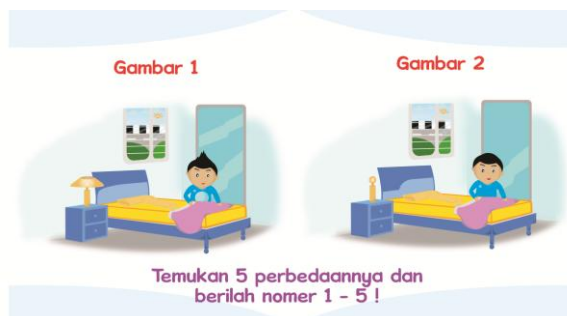 Gambar 1
Gambar 2
Temukan 5 perbedaannya dan
berilah nomer 1 - 5 !